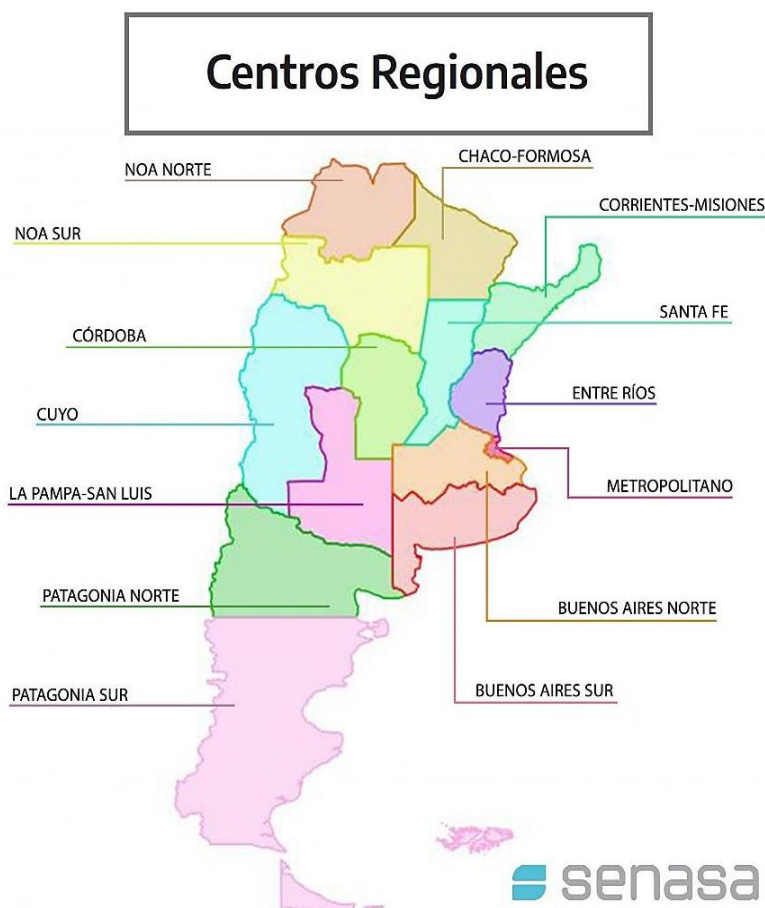 Centros Regionales
CHACO-FORMOSA
NOA NORTE
CORRIENTES-MISIONES
NOA SUR
SANTA FE
CÓRDOBA
ENTRE RÍOS
CUYO
METROPOLITANO
LA PAMPA-SAN LUIS
PATAGONIA NORTE
BUENOS AIRES NORTE
BUENOS AIRES SUR
PATAGONIA SUR
senasa